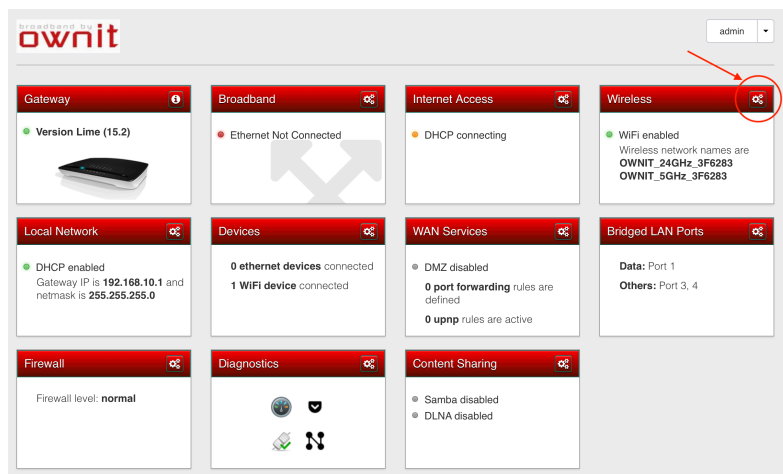 broadband by
ownit
admin
Gateway
Version Lime (15.2)
Broadband
Ethernet Not Connected
Internet Access
DHCP connecting
Wireless
WiFi enabled
Wireless network names are
OWNIT_24GHz_3F6283
OWNIT_5GHz_3F6283
Local Network
DHCP enabled
Gateway IP is 192.168.10.1 and
netmask is 255.255.255.0
Devices
0 ethernet devices connected
1 WiFi device connected
WAN Services
DMZ disabled
0 port forwarding rules are
defined
0 upnp rules are active
Bridged LAN Ports
Data: Port 1
Others: Port 3, 4
Firewall
Firewall level: normal
Diagnostics
Content Sharing
Samba disabled
DLNA disabled